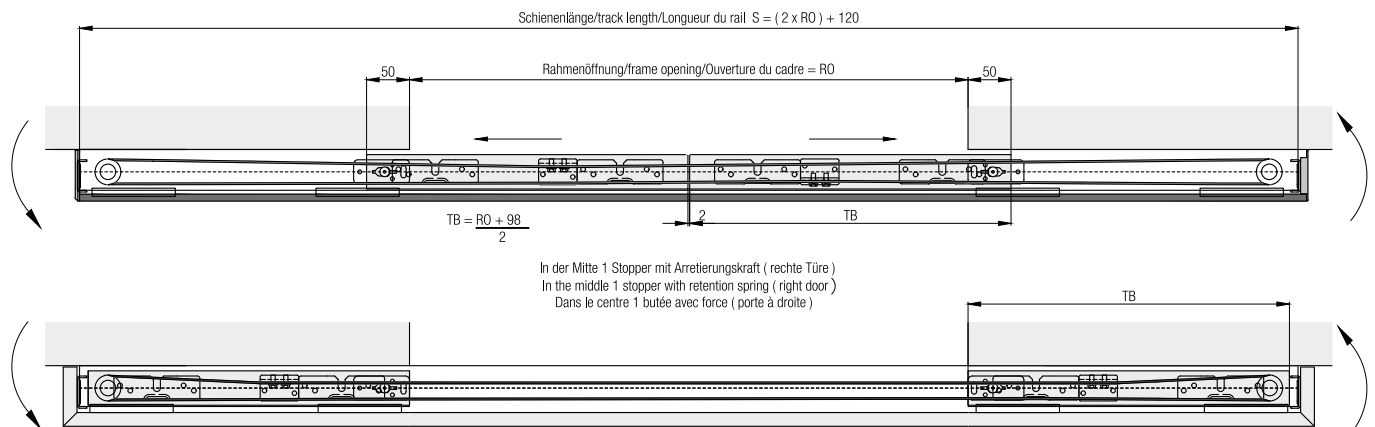 Schienenlänge/track length/Longueur du rail S = ( 2 x RO ) + 120
50
Rahmenöffnung/frame opening/Ouverture du cadre = RO
50
TB = RO + 98
2
2
TB
In der Mitte 1 Stopper mit Arretierungskraft ( rechte Türe )
In the middle 1 stopper with retention spring ( right door )
Dans le centre 1 butée avec force ( porte à droite )
TB